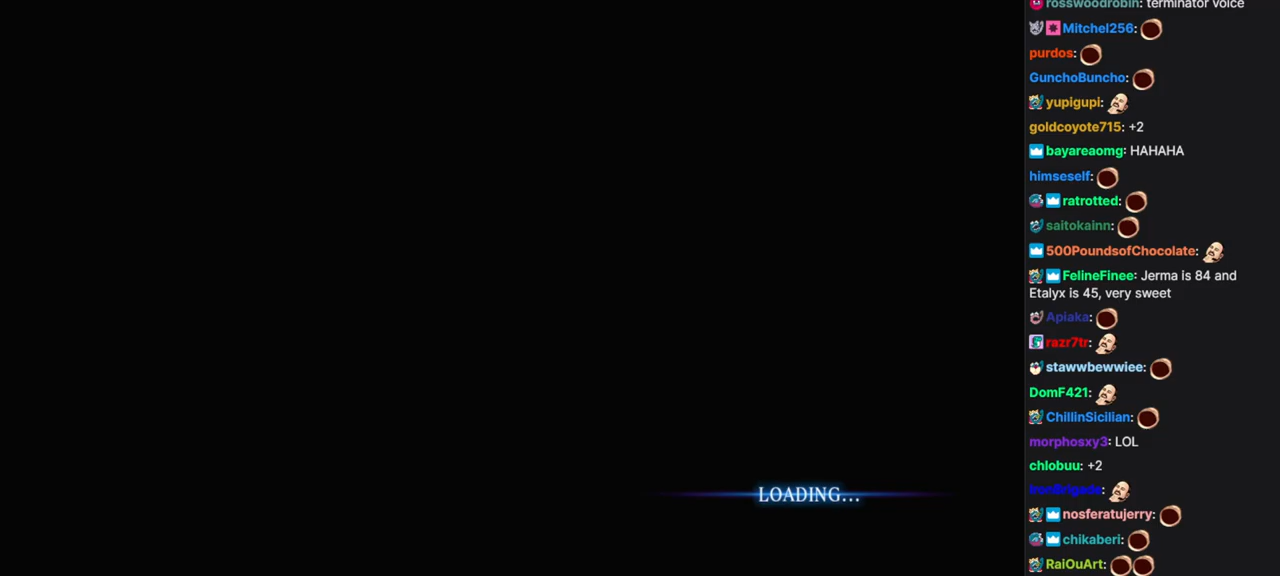 rosswoodrobin: terminator voice
Mitchel256:
purdos:
GunchoBuncho:
yupigupi:
goldcoyote715: +2
bayareaomg: HAHAHA
himseself:
ratrotted:
saitokainn:
500PoundsofChocolate:
FelineFinee: Jerma is 84 and
Etalyx is 45, very sweet
Apiaka:
razr7tr:
stawwbewwiee:
DomF421:
ChillinSicilian:
morphosxy3: LOL
chlobuu: +2
IronBrigade:
nosferatujerry:
chikaberi:
RaiOuArt:
LOADING...